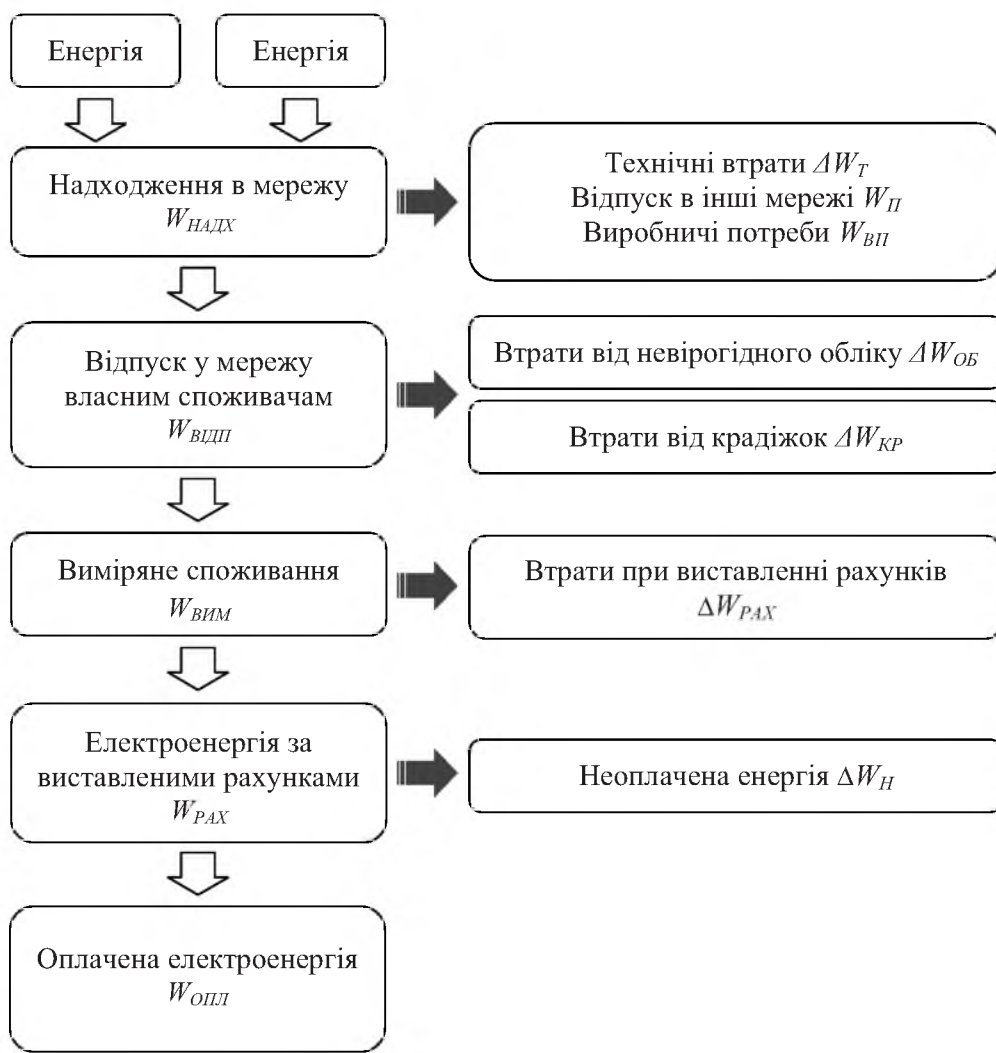 Енергія
Енергія
Надходження в мережу
W_НАДХ
Технічні втрати ΔW_Т
Відпуск в інші мережі W_П
Виробничі потреби W_ВП
Відпуск у мережу
власним споживачам
W_ВІДП
Втрати від невірогідного обліку ΔW_ОБ
Втрати від крадіжок ΔW_КР
Виміряне споживання
W_ВИМ
Втрати при виставленні рахунків
ΔW_РАХ
Електроенергія за
виставленими рахунками
W_РАХ
Неоплачена енергія ΔW_Н
Оплачена електроенергія
W_ОПЛ